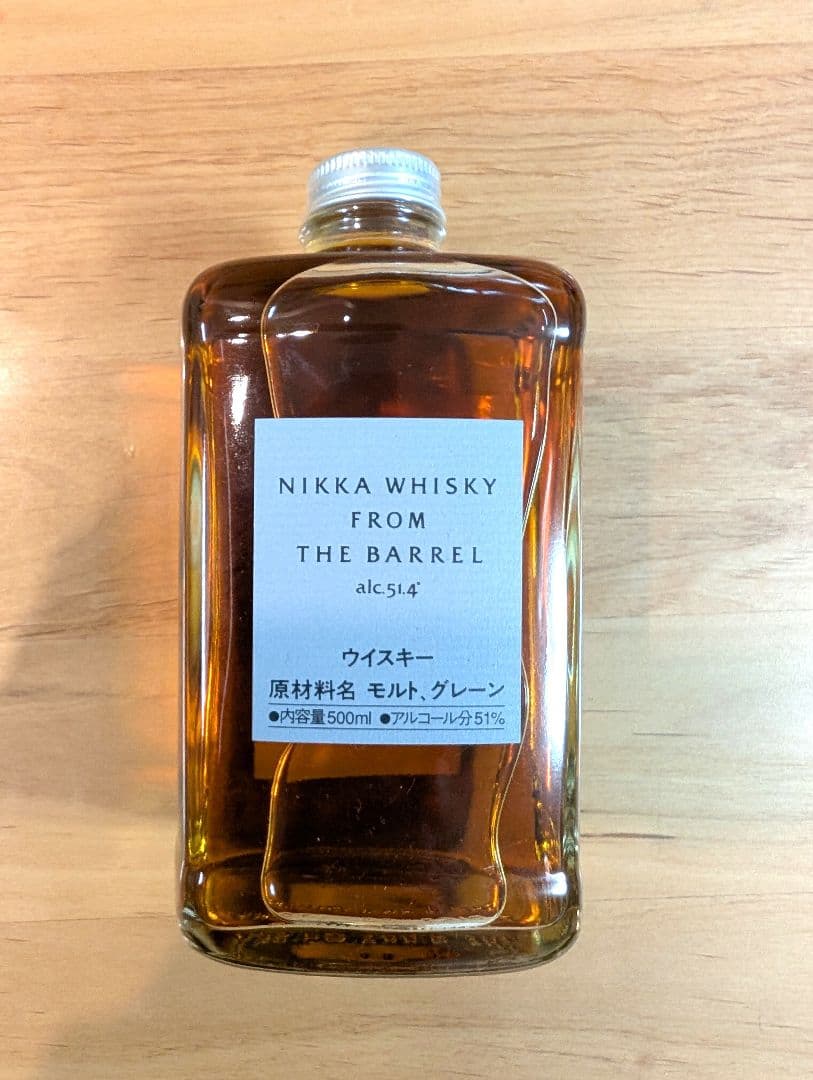 NIKKA WHISKY
FROM
THE BARREL
alc.51.4°
ウイスキー
原材料名 モルト、グレーン
●内容量500ml ●アルコール分51%